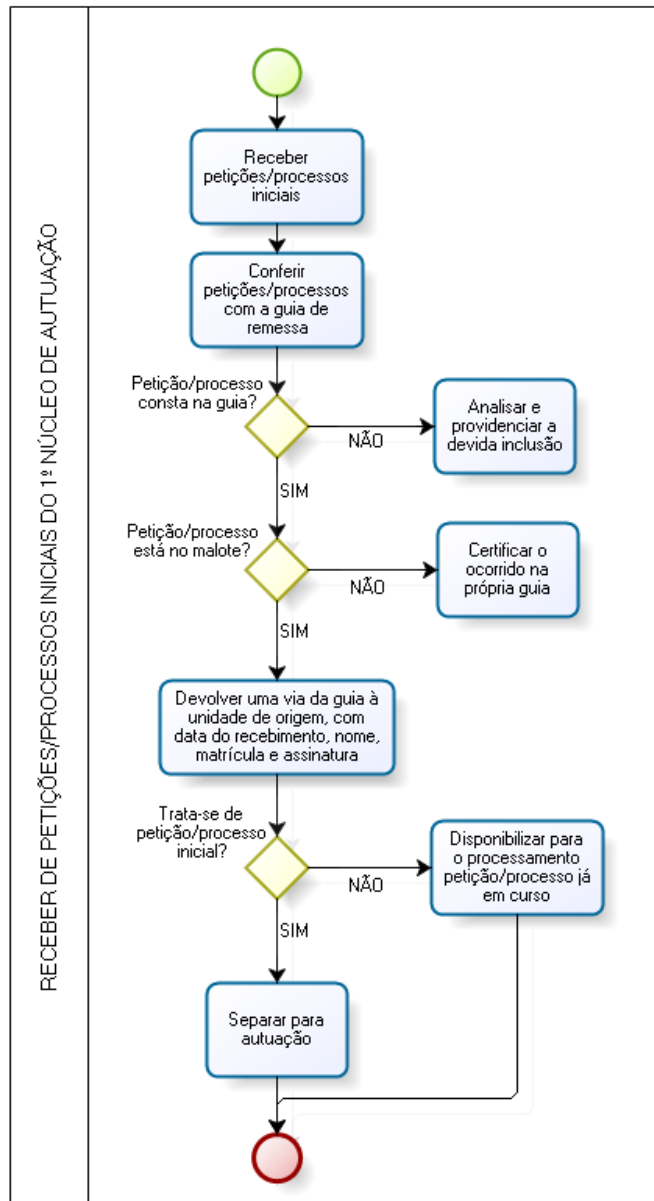 RECEBER DE PETIÇÕES/PROCESSOS INICIAIS DO 1º NÚCLEO DE AUTUAÇÃO
Receber
petições/processos
iniciais
Conferir
petições/processos
com a guia de
remessa
Petição/processo
consta na guia?
NÃO
Analisar e
providenciar a
devida inclusão
SIM
Petição/processo
está no malote?
NÃO
Certificar o
ocorrido na
própria guia
SIM
Devolver uma via da guia à
unidade de origem, com
data do recebimento, nome,
matrícula e assinatura
Trata-se de
petição/processo
inicial?
NÃO
Disponibilizar para
o processamento
petição/processo já
em curso
SIM
Separar para
autuação